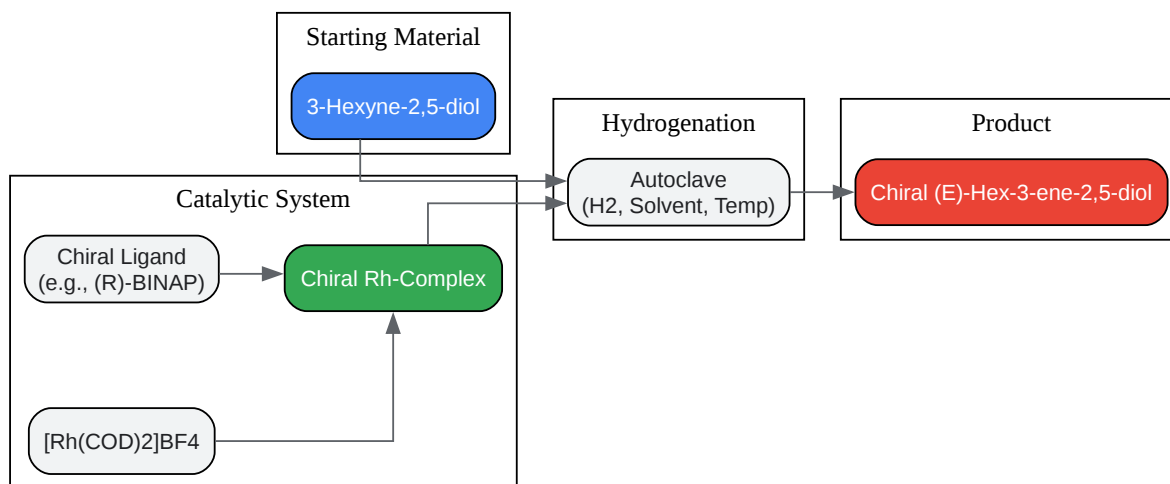 Starting Material
3-Hexyne-2,5-diol
Catalytic System
Chiral Ligand
(e.g., (R)-BINAP)
Chiral Rh-Complex
[Rh(COD)2]BF4
Hydrogenation
Autoclave
(H2, Solvent, Temp)
Product
Chiral (E)-Hex-3-ene-2,5-diol